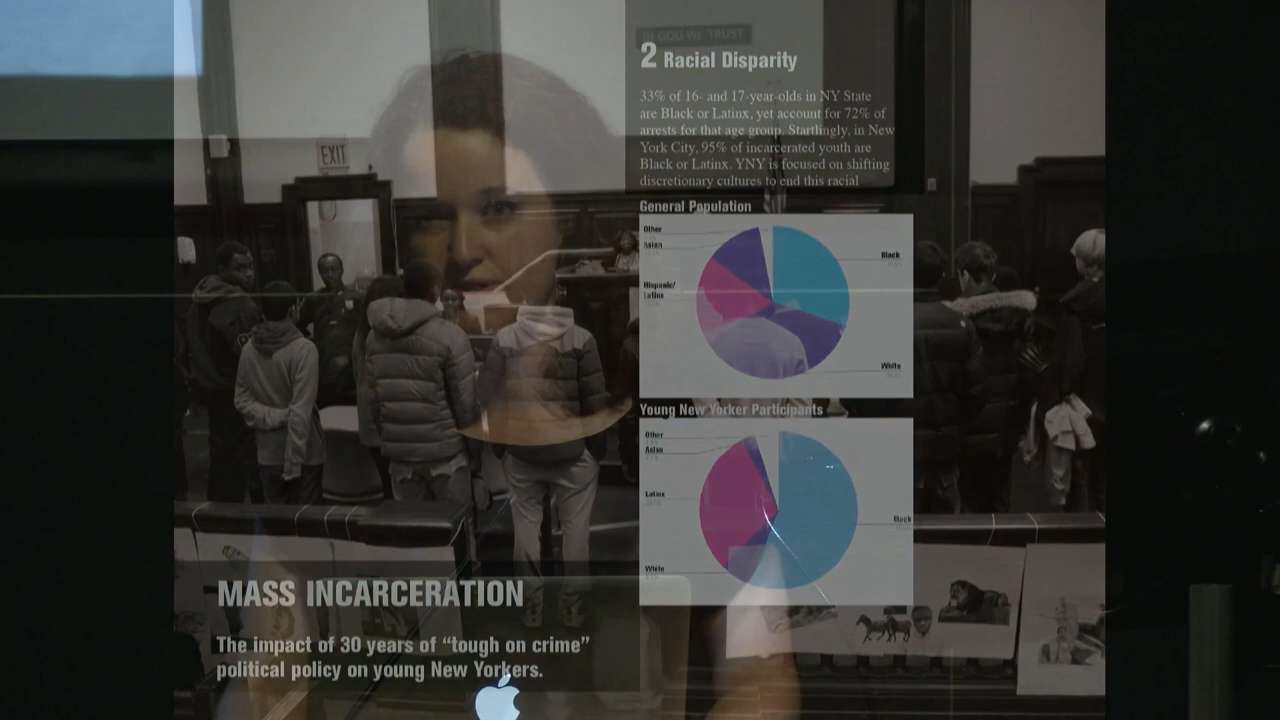 IN GOD WE TRUST
2 Racial Disparity
33% of 16- and 17-year-olds in NY State
are Black or Latinx, yet account for 72% of
arrests for that age group. Startlingly, in New
York City, 95% of incarcerated youth are
Black or Latinx. YNY is focused on shifting
discretionary cultures to end this racial
EXIT
General Population
Other
Asian
Black
Hispanic/
Latinx
White
Young New Yorker Participants
Other
Asian
Latinx
Black
White
MASS INCARCERATION
The impact of 30 years of “tough on crime”
political policy on young New Yorkers.